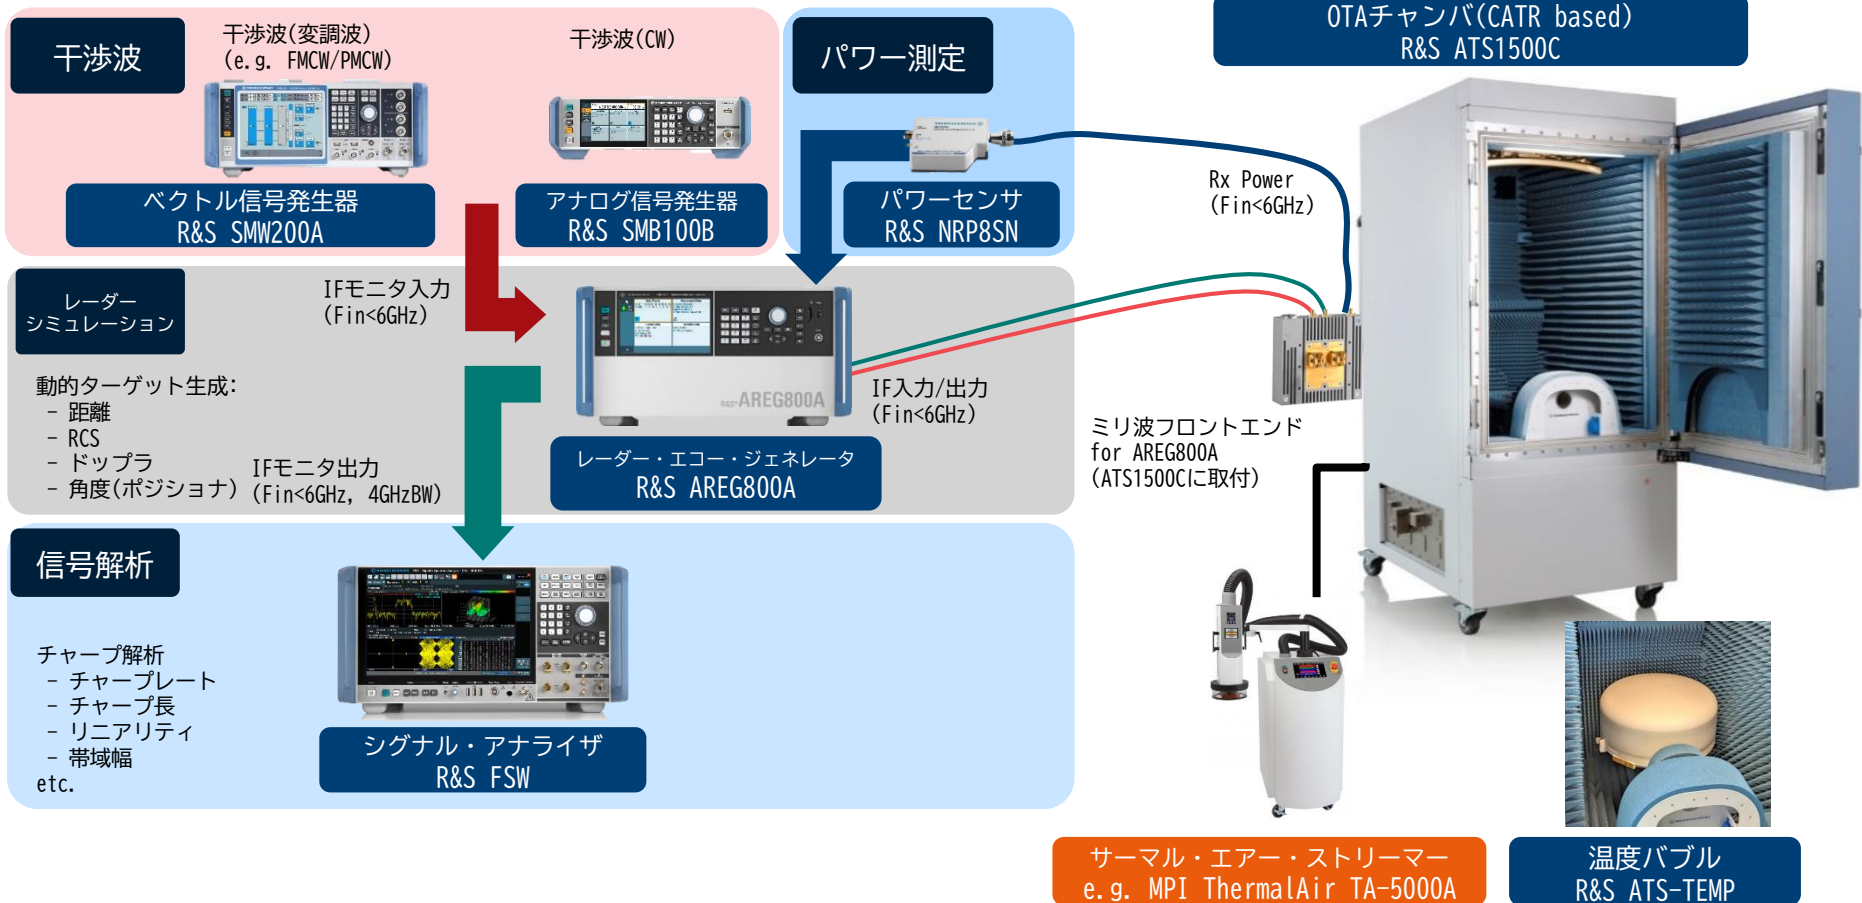 干渉波
干渉波(変調波)
(e.g. FMCW/PMCW)
干渉波(CW)
ベクトル信号発生器
R&S SMW200A
アナログ信号発生器
R&S SMB100B
パワー測定
パワーセンサ
R&S NRP8SN
OTAチャンバ(CATR based)
R&S ATS1500C
Rx Power
(Fin<6GHz)
レーダー
シミュレーション
IFモニタ入力
(Fin<6GHz)
動的ターゲット生成:
- 距離
- RCS
- ドップラ
- 角度(ポジショナ)
IFモニタ出力
(Fin<6GHz, 4GHzBW)
R&S®AREG800A
レーダー・エコー・ジェネレータ
R&S AREG800A
IF入力/出力
(Fin<6GHz)
ミリ波フロントエンド
for AREG800A
(ATS1500Cに取付)
信号解析
チャープ解析
- チャープレート
- チャープ長
- リニアリティ
- 帯域幅
etc.
シグナル・アナライザ
R&S FSW
サーマル・エアー・ストリーマー
e.g. MPI ThermalAir TA-5000A
温度バブル
R&S ATS-TEMP